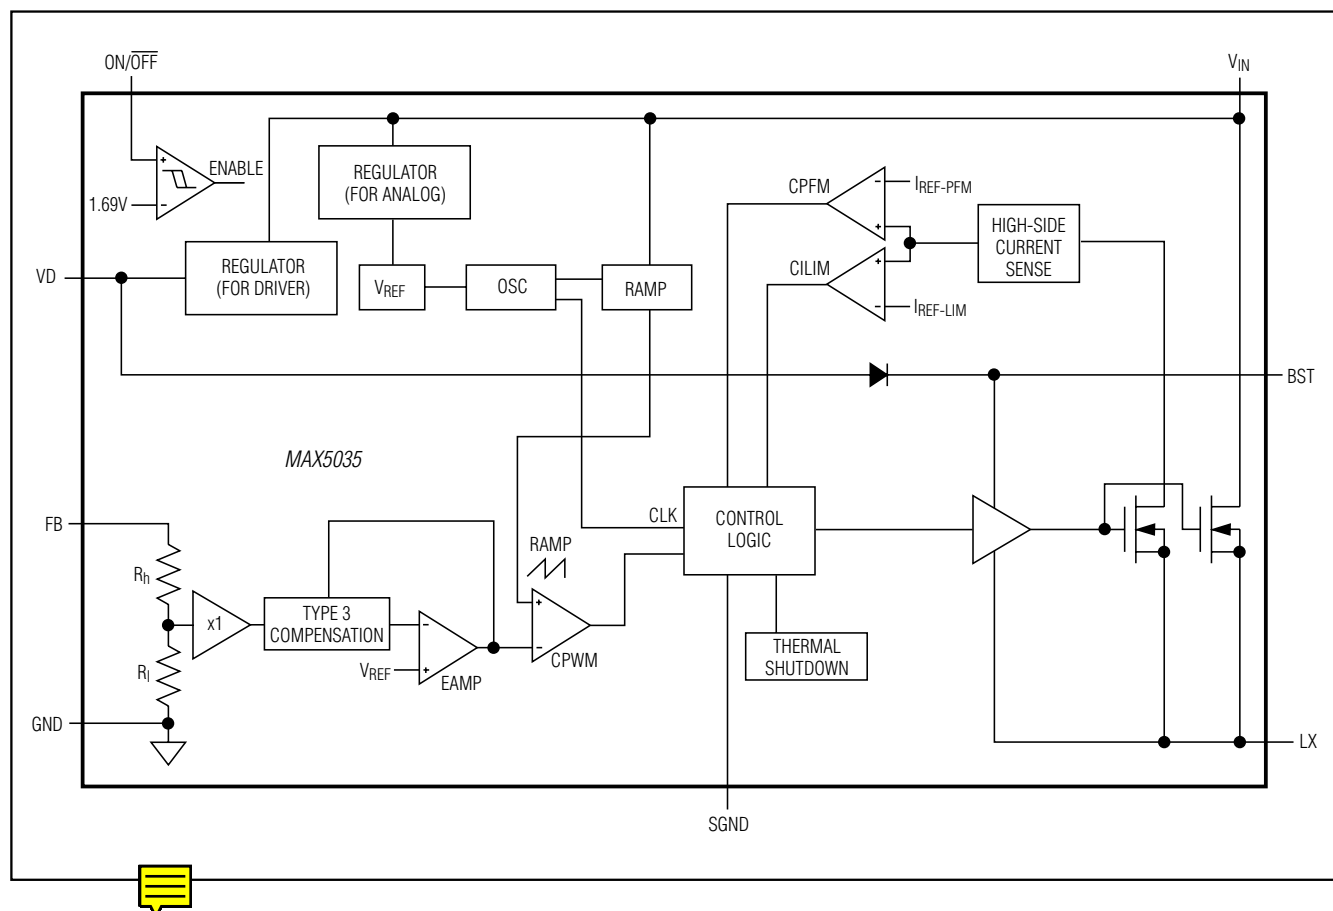 ON/OFF
VIN
ENABLE
1.69V
REGULATOR
(FOR ANALOG)
CPFM
IREF-PFM
HIGH-SIDE
CURRENT
SENSE
VD
REGULATOR
(FOR DRIVER)
VREF
OSC
RAMP
CILIM
IREF-LIM
BST
MAX5035
FB
CLK
CONTROL
LOGIC
RAMP
Rh
x1
TYPE 3
COMPENSATION
VREF
EAMP
CPWM
THERMAL
SHUTDOWN
Rl
GND
LX
SGND